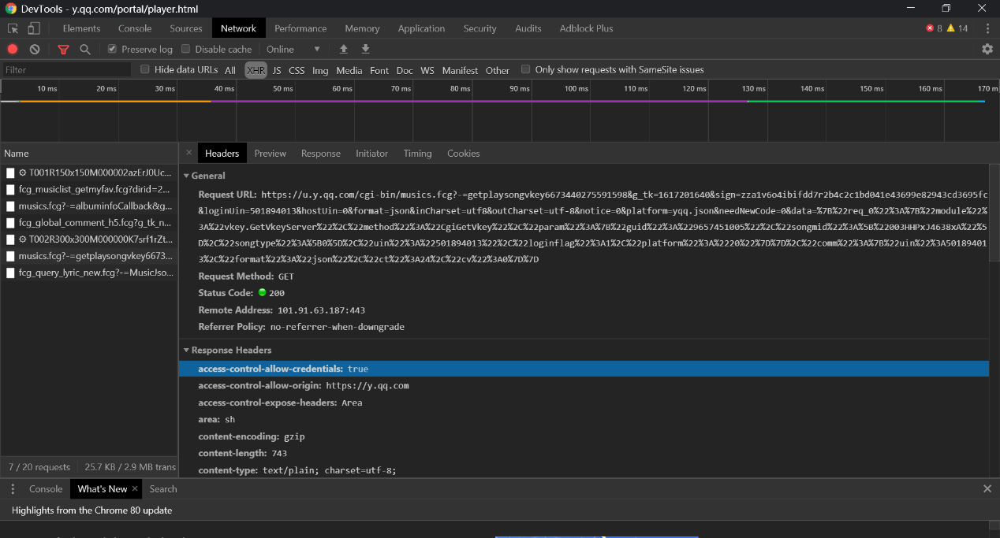 DevTools - y.qq.com/portal/player.html
Elements Console Sources Network Performance Memory Application Security Audits Adblock Plus 8 14
Preserve log Disable cache Online
Filter Hide data URLs All XHR JS CSS Img Media Font Doc WS Manifest Other Only show requests with SameSite issues
10 ms 20 ms 30 ms 40 ms 50 ms 60 ms 70 ms 80 ms 90 ms 100 ms 110 ms 120 ms 130 ms 140 ms 150 ms 160 ms 170 m
Name
T001R150x150M000002azErJ0Uc...
fcg_musiclist_getmyfav.fcg?dirid=2...
musics.fcg?-=albuminfoCallback&g...
fcg_global_comment_h5.fcg?g_tk_n...
T002R300x300M000000K7srf1rZt...
musics.fcg?-=getplaysongvkey6673...
fcg_query_lyric_new.fcg?-=MusicJso...
7 / 20 requests 25.7 KB / 2.9 MB trans
Headers Preview Response Initiator Timing Cookies
General
Request URL: https://u.y.qq.com/cgi-bin/musics.fcg?-=getplaysongvkey6673440275591598&g_tk=1617201640&sign=zza1v6o4ibifdd7r2b4c2c1bd041e43699e82943cd3695fc
&loginUin=501894013&hostUin=0&format=json&inCharset=utf8&outCharset=utf-8&notice=0&platform=yqq.json&needNewCode=0&data=%7B%22req_0%22%3A%7B%22module%22%
3A%22vkey.GetVkeyServer%22%2C%22method%22%3A%22CgiGetVkey%22%2C%22param%22%3A%7B%22guid%22%3A%229657451005%22%2C%22songmid%22%3A%5B%22003HHPxJ4638xA%22%5
D%2C%22songtype%22%3A%5B0%5D%2C%22uin%22%3A%22501894013%22%2C%22loginflag%22%3A1%2C%22platform%22%3A%2220%22%7D%7D%2C%22comm%22%3A%7B%22uin%22%3A50189401
3%2C%22format%22%3A%22json%22%2C%22ct%22%3A24%2C%22cv%22%3A0%7D%7D
Request Method: GET
Status Code: 200
Remote Address: 101.91.63.187:443
Referrer Policy: no-referrer-when-downgrade
Response Headers
access-control-allow-credentials: true
access-control-allow-origin: https://y.qq.com
access-control-expose-headers: Area
area: sh
content-encoding: gzip
content-length: 743
content-type: text/plain; charset=utf-8;
Console What's New Search
Highlights from the Chrome 80 update